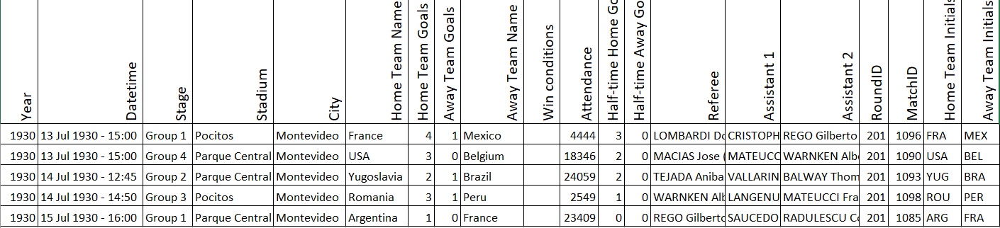 Year Datetime Stage Stadium City Home Team Name Home Team Goals Away Team Goals Away Team Name Win conditions Attendance Half-time Home Go Half-time Away Go Referee Assistant 1 Assistant 2 RoundID MatchID Home Team Initials Away Team Initials
1930 13 Jul 1930 - 15:00 Group 1 Pocitos Montevideo France 4 1 Mexico 4444 3 0 LOMBARDI Do CRISTOPH REGO Gilberto 201 1096 FRA MEX
1930 13 Jul 1930 - 15:00 Group 4 Parque Central Montevideo USA 3 0 Belgium 18346 2 0 MACIAS Jose ( MATEUCC WARNKEN Albe 201 1090 USA BEL
1930 14 Jul 1930 - 12:45 Group 2 Parque Central Montevideo Yugoslavia 2 1 Brazil 24059 2 0 TEJADA Aniba VALLARIN BALWAY Thom 201 1093 YUG BRA
1930 14 Jul 1930 - 14:50 Group 3 Pocitos Montevideo Romania 3 1 Peru 2549 1 0 WARNKEN Alb LANGENU MATEUCCI Fra 201 1098 ROU PER
1930 15 Jul 1930 - 16:00 Group 1 Parque Central Montevideo Argentina 1 0 France 23409 0 0 REGO Gilberto SAUCEDO RADULESCU Co 201 1085 ARG FRA